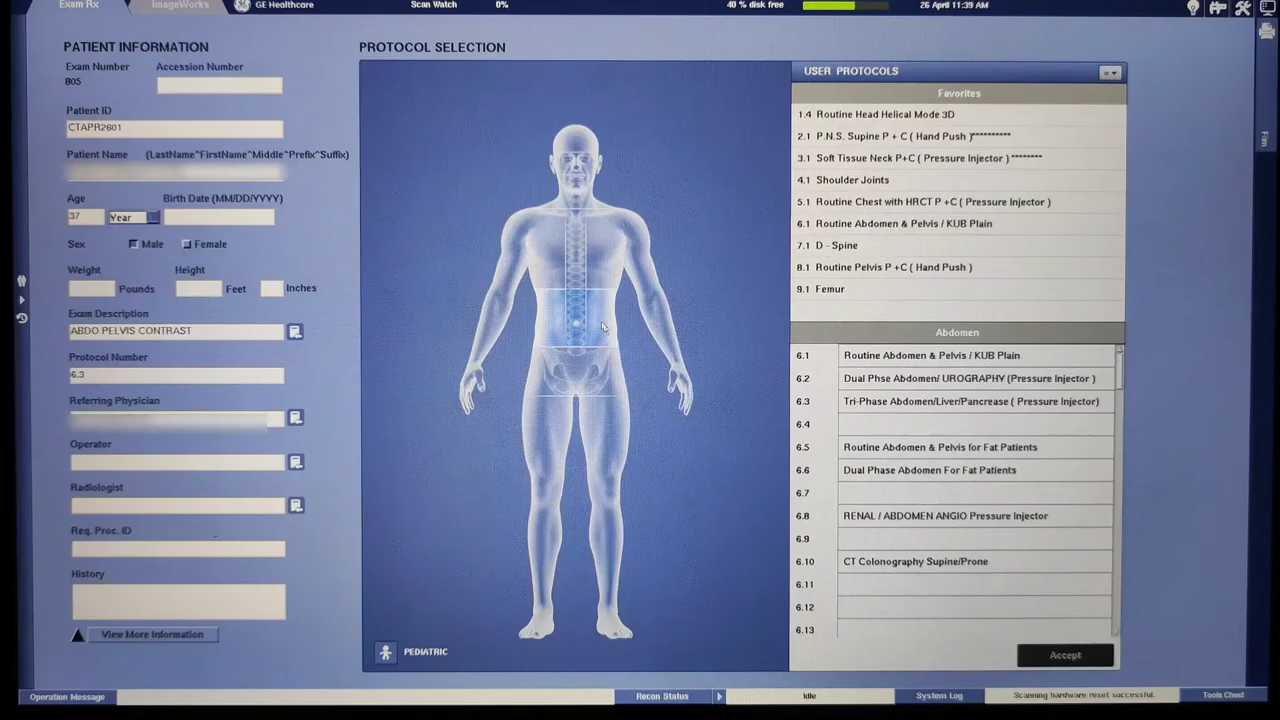 Exam Rx
ImageWorks
GE Healthcare
Scan Watch
0%
40 % disk free
26 April 11:39 AM
PATIENT INFORMATION
Exam Number
Accession Number
805
Patient ID
CTAPR2601
Patient Name (LastName^FirstName^Middle^Prefix^Suffix)
Age
Birth Date (MM/DD/YYYY)
37
Year
Sex
Male
Female
Weight
Height
Pounds
Feet
Inches
Exam Description
ABDO PELVIS CONTRAST
Protocol Number
6.3
Referring Physician
Operator
Radiologist
Req. Proc. ID
History
View More Information
PROTOCOL SELECTION
PEDIATRIC
USER PROTOCOLS
Favorites
1.4 Routine Head Helical Mode 3D
2.1 P.N.S. Supine P + C ( Hand Push )**********
3.1 Soft Tissue Neck P+C ( Pressure Injector ) ********
4.1 Shoulder Joints
5.1 Routine Chest with HRCT P +C ( Pressure Injector )
6.1 Routine Abdomen & Pelvis / KUB Plain
7.1 D - Spine
8.1 Routine Pelvis P +C ( Hand Push )
9.1 Femur
Abdomen
6.1 Routine Abdomen & Pelvis / KUB Plain
6.2 Dual Phse Abdomen/ UROGRAPHY (Pressure Injector )
6.3 Tri-Phase Abdomen/Liver/Pancrease ( Pressure Injector)
6.4
6.5 Routine Abdomen & Pelvis for Fat Patients
6.6 Dual Phase Abdomen For Fat Patients
6.7
6.8 RENAL / ABDOMEN ANGIO Pressure Injector
6.9
6.10 CT Colonography Supine/Prone
6.11
6.12
6.13
Accept
Film
Operation Message
Recon Status
Idle
System Log
Scanning hardware reset successful.
Tools Chest